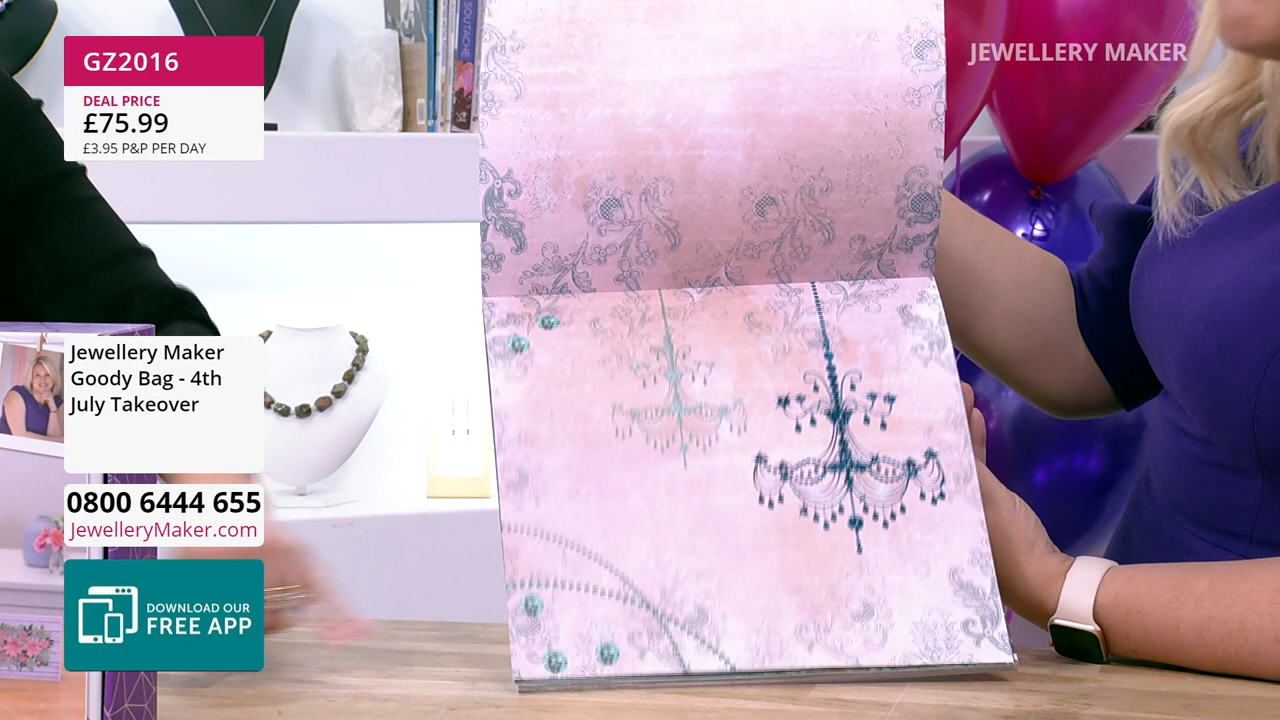 GZ2016
DEAL PRICE
£75.99
£3.95 P&P PER DAY
SOUTACHE
JEWELLERY MAKER
Jewellery Maker
Goody Bag - 4th
July Takeover
0800 6444 655
JewelleryMaker.com
DOWNLOAD OUR
FREE APP